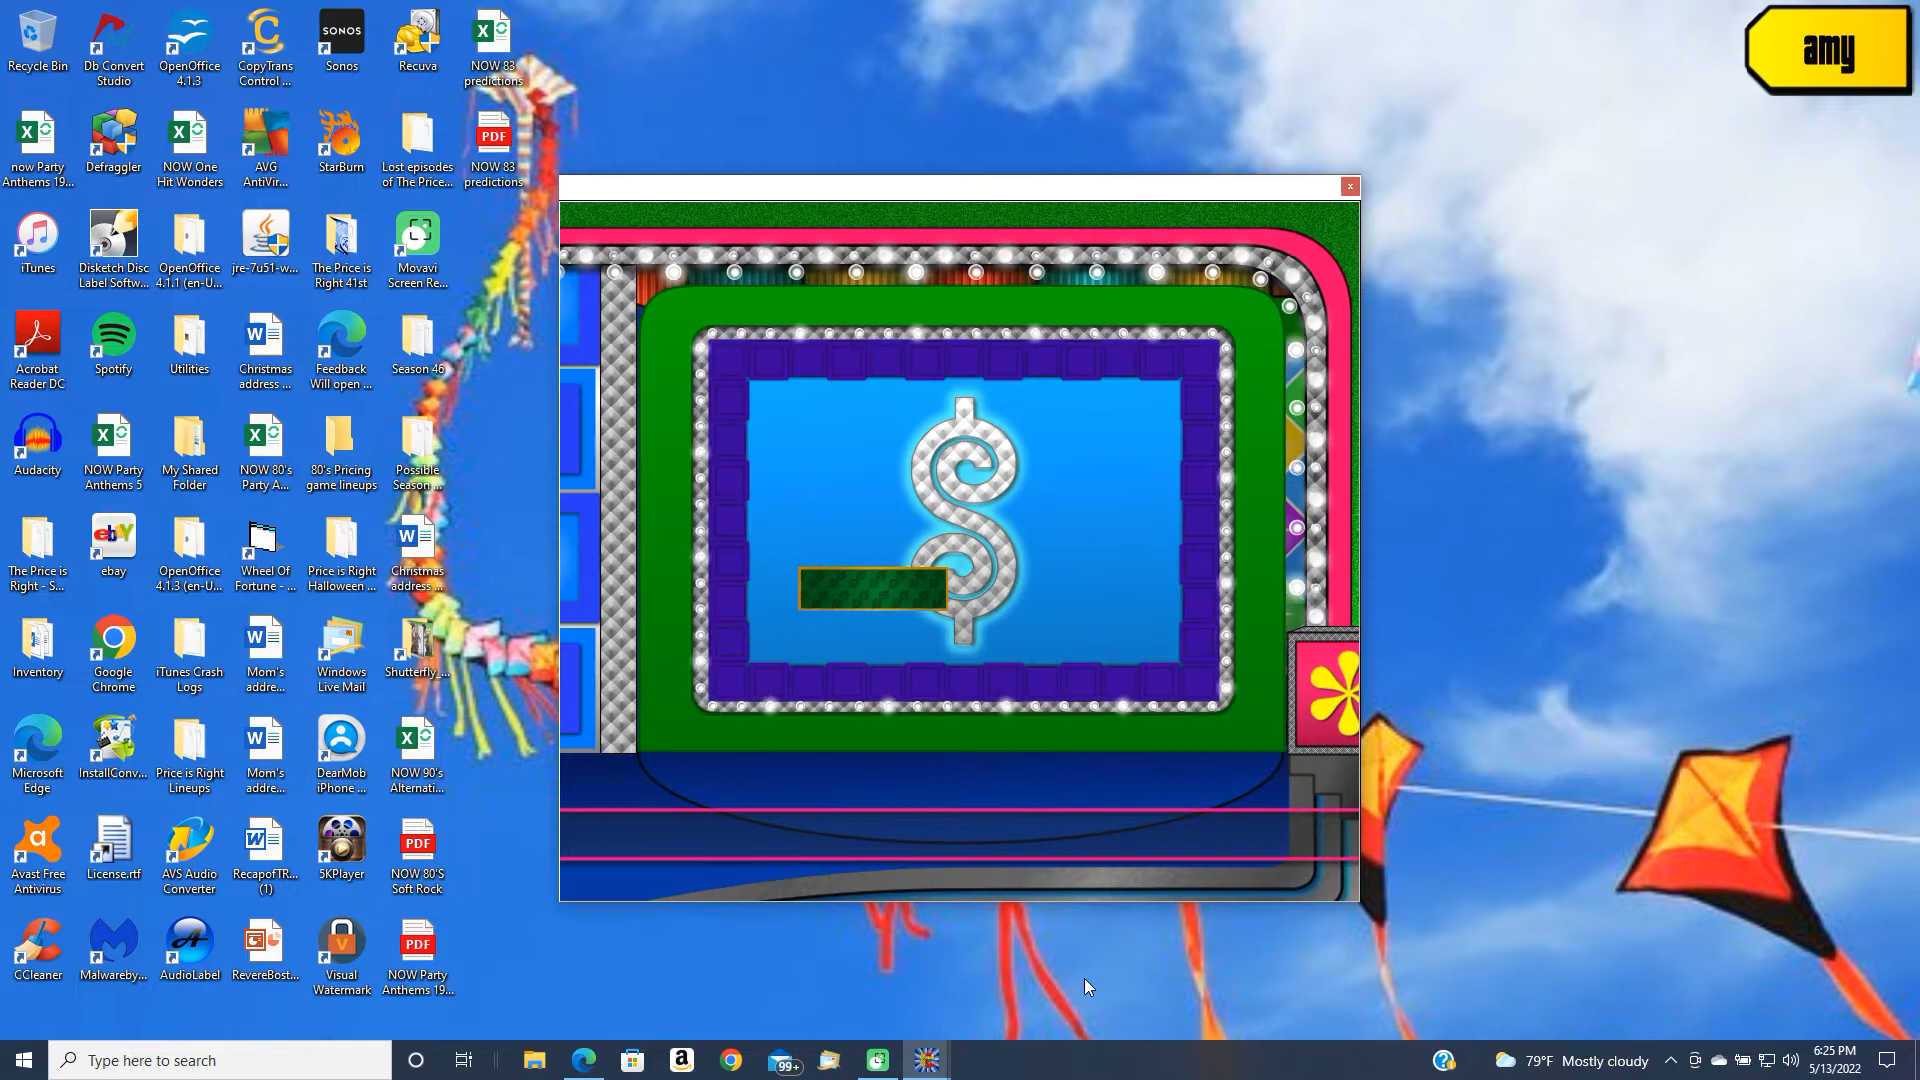 Recycle Bin
Db Convert
Studio
OpenOffice
4.1.3
CopyTrans
Control ...
SONOS
Sonos
Recuva
NOW 83
predictions
amy
now Party
Anthems 19...
Defraggler
NOW One
Hit Wonders
AVG
AntiVir...
StarBurn
Lost episodes
of The Price...
PDF
NOW 83
predictions
x
iTunes
Disketch Disc
Label Softw...
OpenOffice
4.1.1 (en-U...
jre-7u51-w...
The Price is
Right 41st
Movavi
Screen Re...
Acrobat
Reader DC
Spotify
Utilities
Christmas
address ...
Feedback
Will open ...
Season 46
Audacity
NOW Party
Anthems 5
My Shared
Folder
NOW 80's
Party A...
80's Pricing
game lineups
Possible
Season ...
The Price is
Right - S...
ebay
ebay
OpenOffice
4.1.3 (en-U...
Wheel Of
Fortune - ...
Price is Right
Halloween ...
Christmas
address ...
Inventory
Google
Chrome
iTunes Crash
Logs
Mom's
addre...
Windows
Live Mail
Shutterfly_...
Microsoft
Edge
InstallConv...
Price is Right
Lineups
Mom's
addre...
DearMob
iPhone ...
NOW 90's
Alternati...
Avast Free
Antivirus
License.rtf
AVS Audio
Converter
RecapofTR...
(1)
5KPlayer
PDF
NOW 80'S
Soft Rock
CCleaner
Malwareby...
AudioLabel
RevereBost...
Visual
Watermark
PDF
NOW Party
Anthems 19...
Type here to search
99+
79°F Mostly cloudy
6:25 PM
5/13/2022